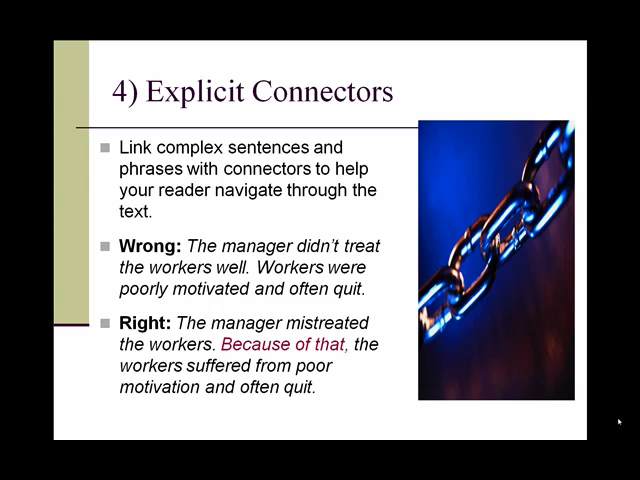 4) Explicit Connectors
Link complex sentences and
phrases with connectors to help
your reader navigate through the
text.
Wrong: The manager didn't treat
the workers well. Workers were
poorly motivated and often quit.
Right: The manager mistreated
the workers. Because of that, the
workers suffered from poor
motivation and often quit.